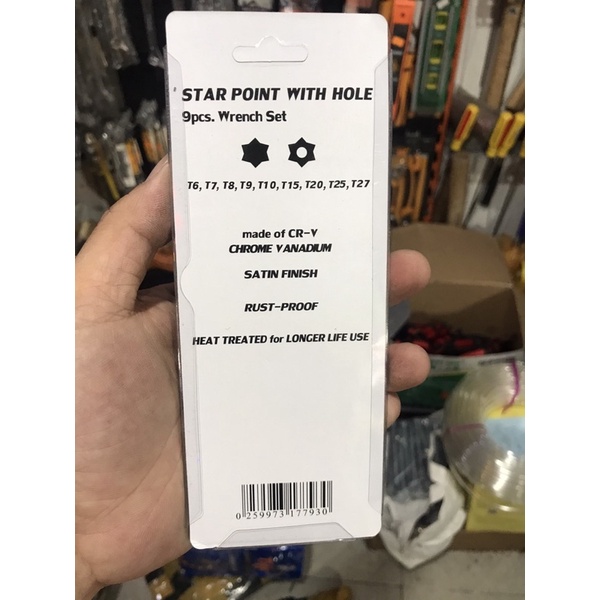 STAR POINT WITH HOLE
9pcs. Wrench Set
T6, T7, T8, T9, T10, T15, T20, T25, T27
made of CR-V
CHROME VANADIUM
SATIN FINISH
RUST-PROOF
HEAT TREATED for LONGER LIFE USE
0 259973 177930